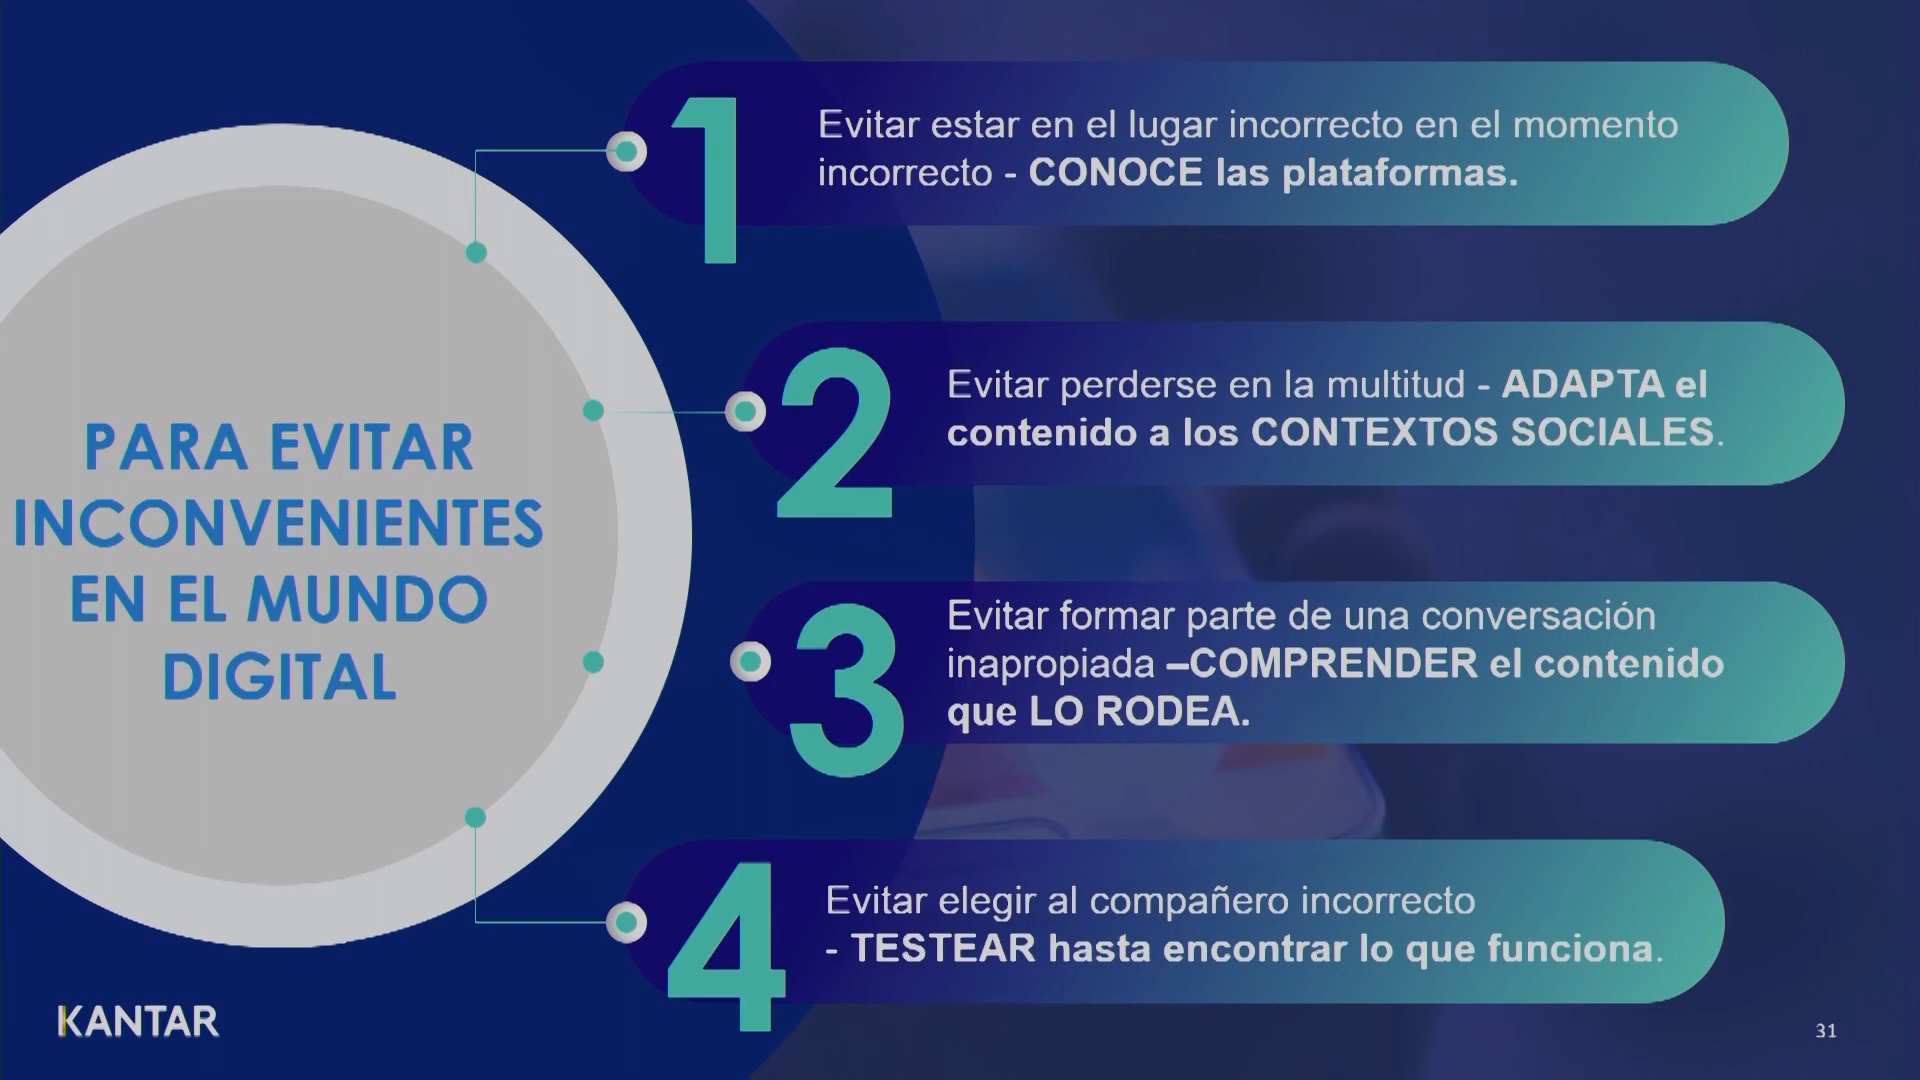 PARA EVITAR
INCONVENIENTES
EN EL MUNDO
DIGITAL
1
Evitar estar en el lugar incorrecto en el momento
incorrecto - CONOCE las plataformas.
2
Evitar perderse en la multitud - ADAPTA el
contenido a los CONTEXTOS SOCIALES.
3
Evitar formar parte de una conversación
inapropiada –COMPRENDER el contenido
que LO RODEA.
4
Evitar elegir al compañero incorrecto
- TESTEAR hasta encontrar lo que funciona.
KANTAR
31